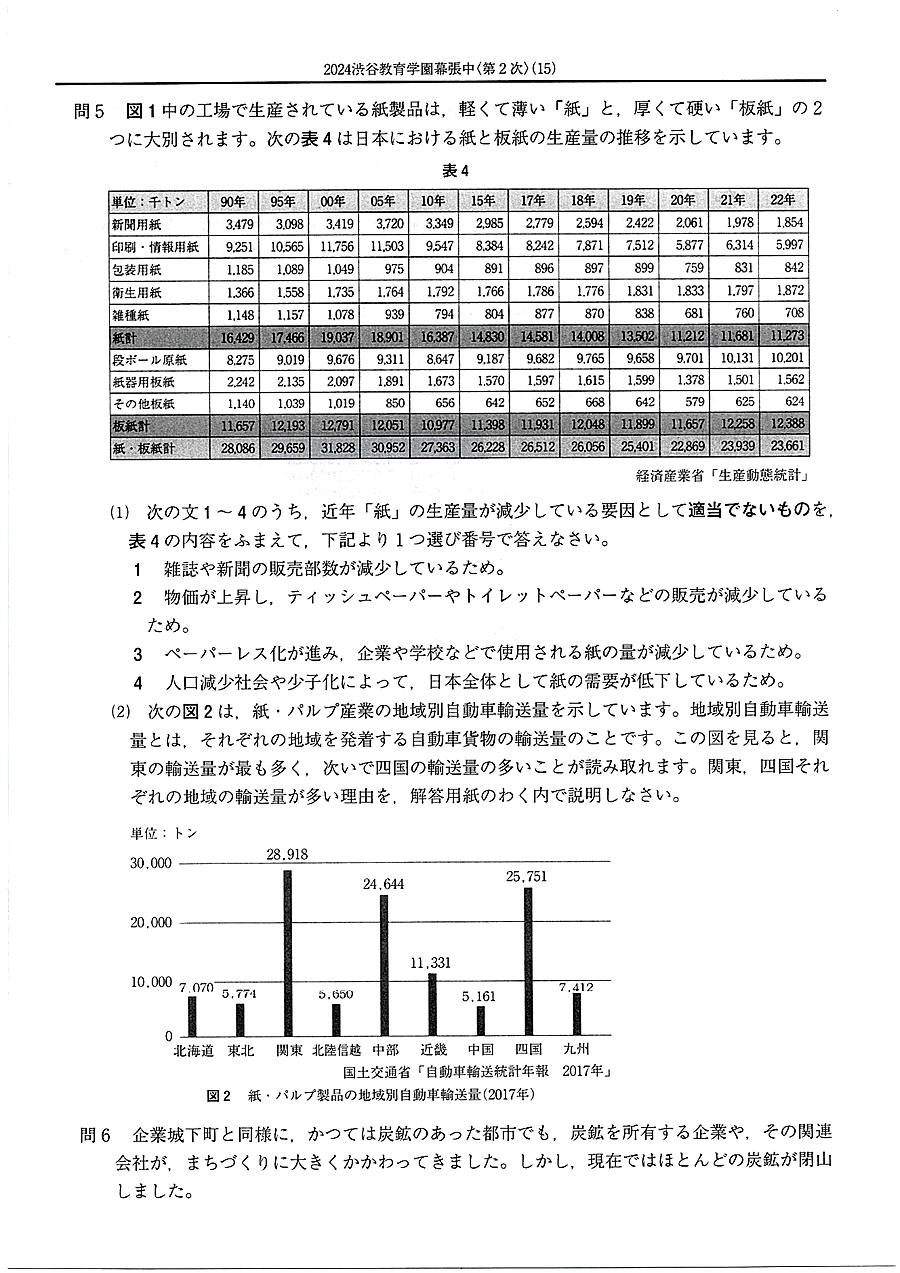 2024渋谷教育学園幕張中〈第2次〉(15)
問5 図1中の工場で生産されている紙製品は，軽くて薄い「紙」と，厚くて硬い「板紙」の2
つに大別されます。次の表4は日本における紙と板紙の生産量の推移を示しています。
表4
単位：千トン 90年 95年 00年 05年 10年 15年 17年 18年 19年 20年 21年 22年
新聞用紙 3,479 3,098 3,419 3,720 3,349 2,985 2,779 2,594 2,422 2,061 1,978 1,854
印刷・情報用紙 9,251 10,565 11,756 11,503 9,547 8,384 8,242 7,871 7,512 5,877 6,314 5,997
包装用紙 1,185 1,089 1,049 975 904 891 896 897 899 759 831 842
衛生用紙 1,366 1,558 1,735 1,764 1,792 1,766 1,786 1,776 1,831 1,833 1,797 1,872
雑種紙 1,148 1,157 1,078 939 794 804 877 870 838 681 760 708
紙計 16,429 17,466 19,037 18,901 16,387 14,830 14,581 14,008 13,502 11,212 11,681 11,273
段ボール原紙 8,275 9,019 9,676 9,311 8,647 9,187 9,682 9,765 9,658 9,701 10,131 10,201
紙器用板紙 2,242 2,135 2,097 1,891 1,673 1,570 1,597 1,615 1,599 1,378 1,501 1,562
その他板紙 1,140 1,039 1,019 850 656 642 652 668 642 579 625 624
板紙計 11,657 12,193 12,791 12,051 10,977 11,398 11,931 12,048 11,899 11,657 12,258 12,388
紙・板紙計 28,086 29,659 31,828 30,952 27,363 26,228 26,512 26,056 25,401 22,869 23,939 23,661
経済産業省「生産動態統計」
(1) 次の文1～4のうち，近年「紙」の生産量が減少している要因として適当でないものを，
表4の内容をふまえて，下記より1つ選び番号で答えなさい。
1 雑誌や新聞の販売部数が減少しているため。
2 物価が上昇し，ティッシュペーパーやトイレットペーパーなどの販売が減少している
ため。
3 ペーパーレス化が進み，企業や学校などで使用される紙の量が減少しているため。
4 人口減少社会や少子化によって，日本全体として紙の需要が低下しているため。
(2) 次の図2は，紙・パルプ産業の地域別自動車輸送量を示しています。地域別自動車輸送
量とは，それぞれの地域を発着する自動車貨物の輸送量のことです。この図を見ると，関
東の輸送量が最も多く，次いで四国の輸送量の多いことが読み取れます。関東，四国それ
ぞれの地域の輸送量が多い理由を，解答用紙のわく内で説明しなさい。
単位：トン
30,000
20,000
10,000
0
7,070 5,774 28,918 5,650 24,644 11,331 5,161 25,751 7,412
北海道 東北 関東 北陸信越 中部 近畿 中国 四国 九州
国土交通省「自動車輸送統計年報 2017年」
図2 紙・パルプ製品の地域別自動車輸送量(2017年)
問6 企業城下町と同様に，かつては炭鉱のあった都市でも，炭鉱を所有する企業や，その関連
会社が，まちづくりに大きくかかわってきました。しかし，現在ではほとんどの炭鉱が閉山
しました。